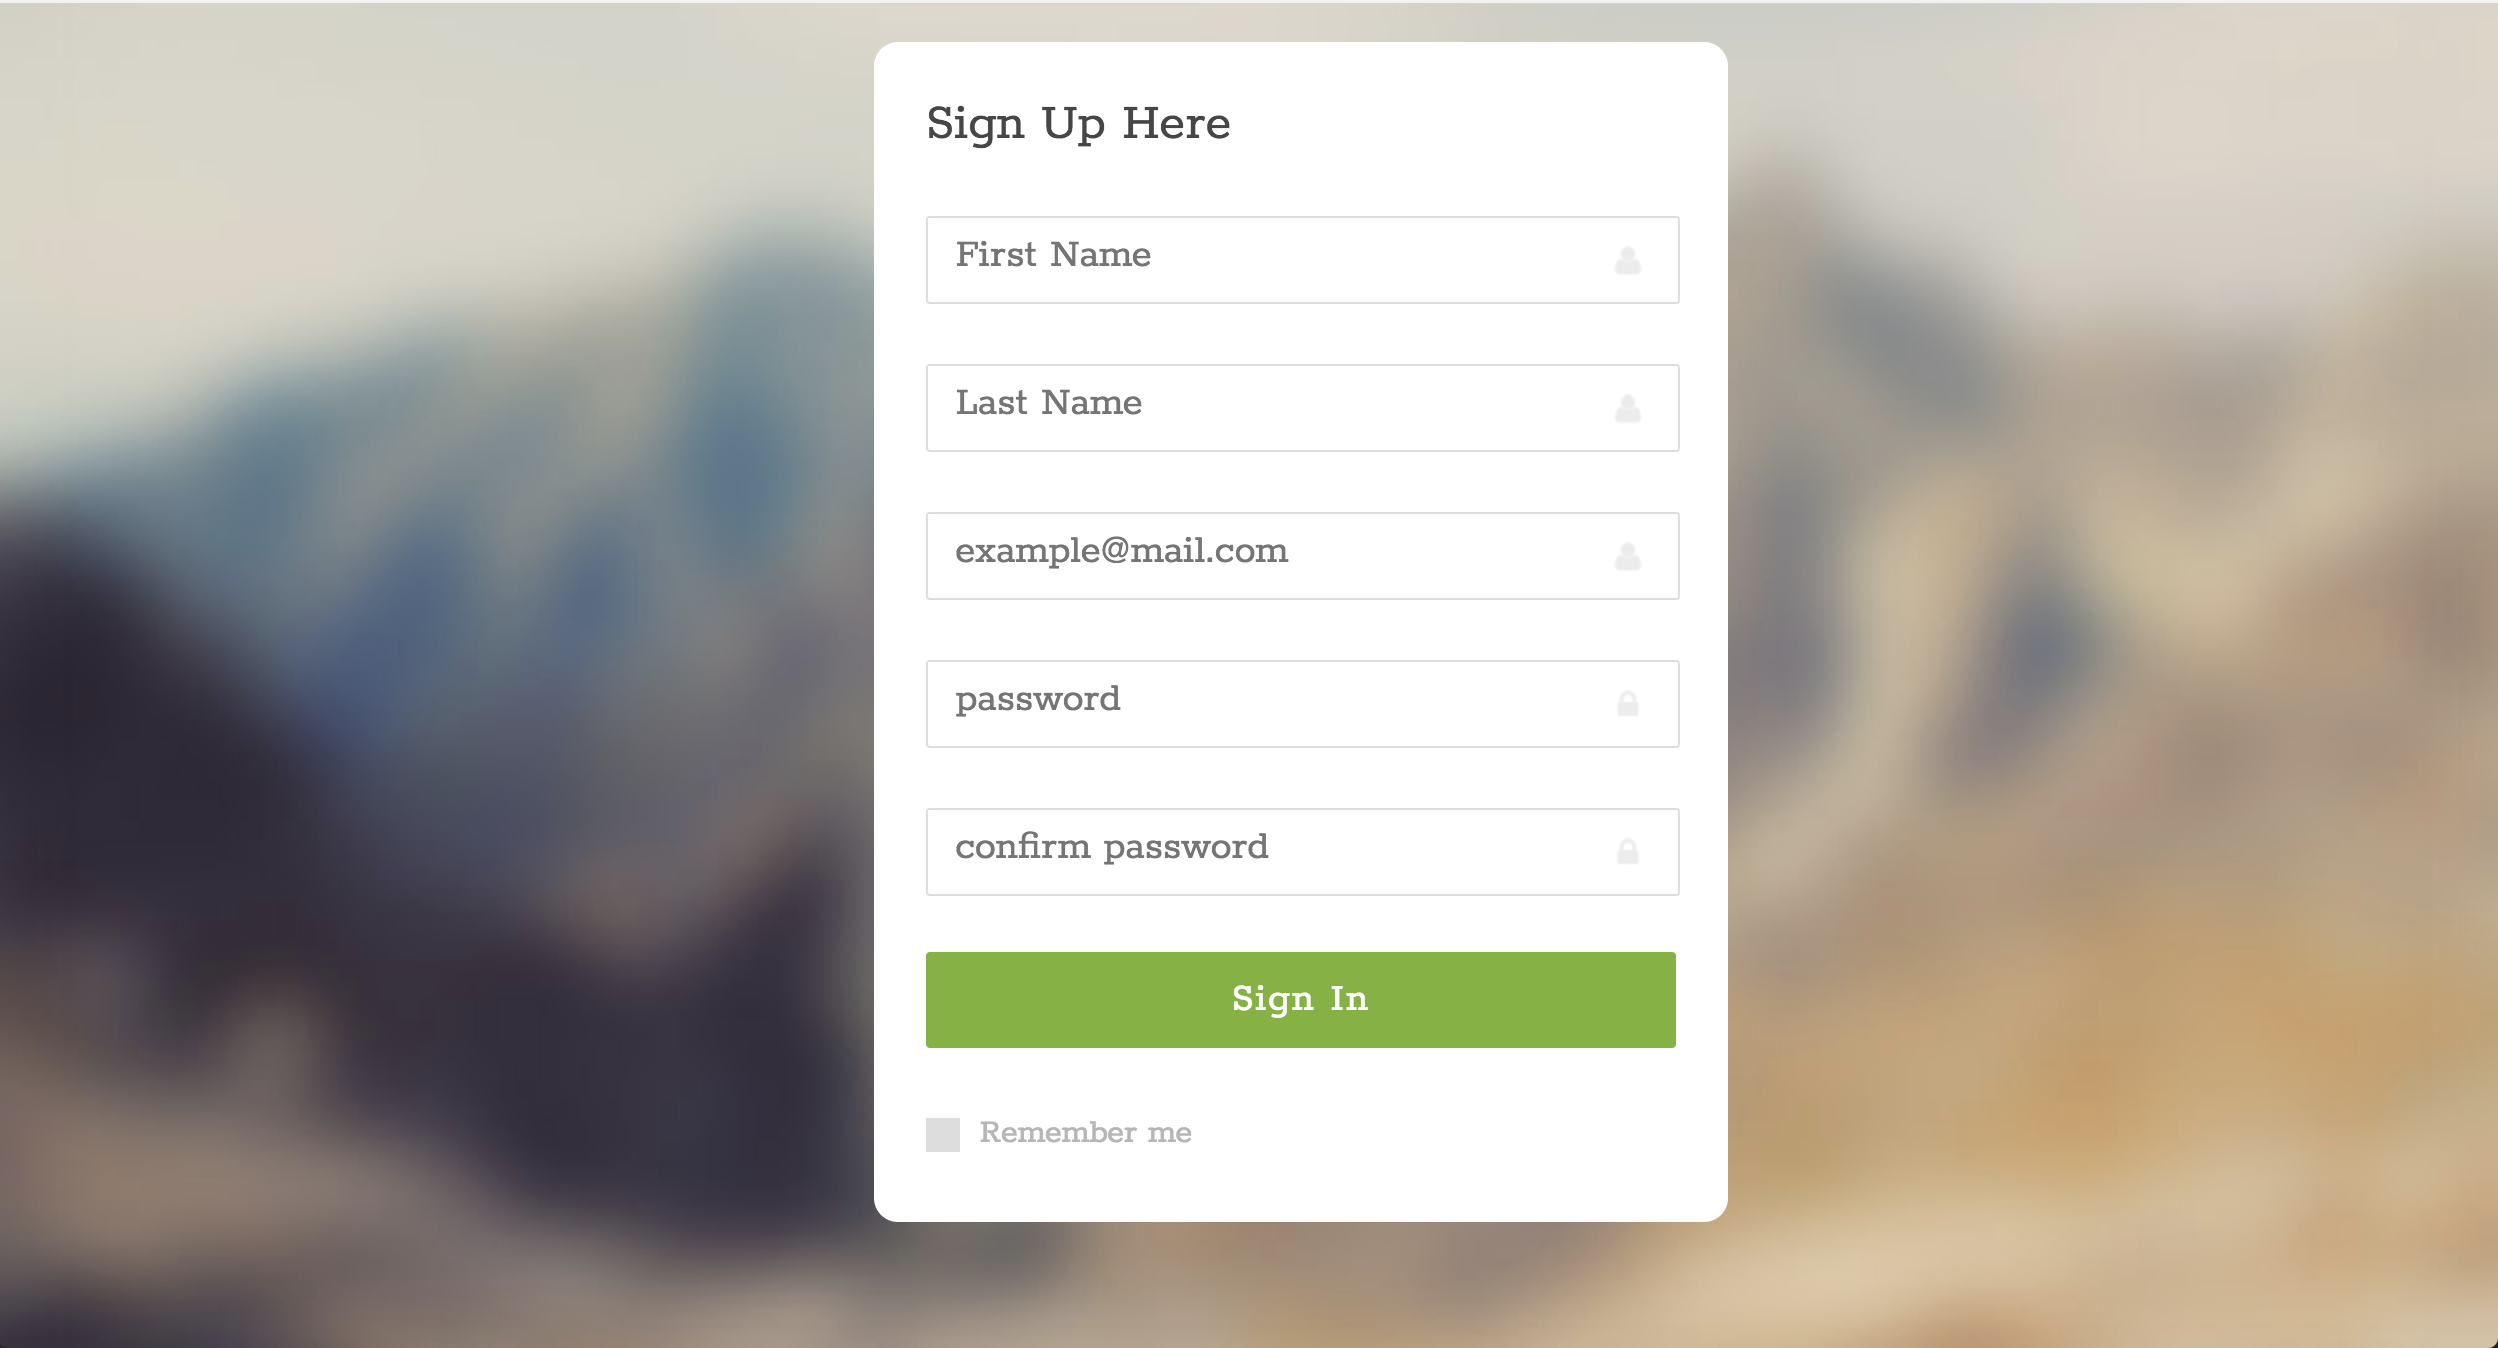 Sign Up Here
First Name
Last Name
example@mail.com
password
confirm password
Sign In
Remember me